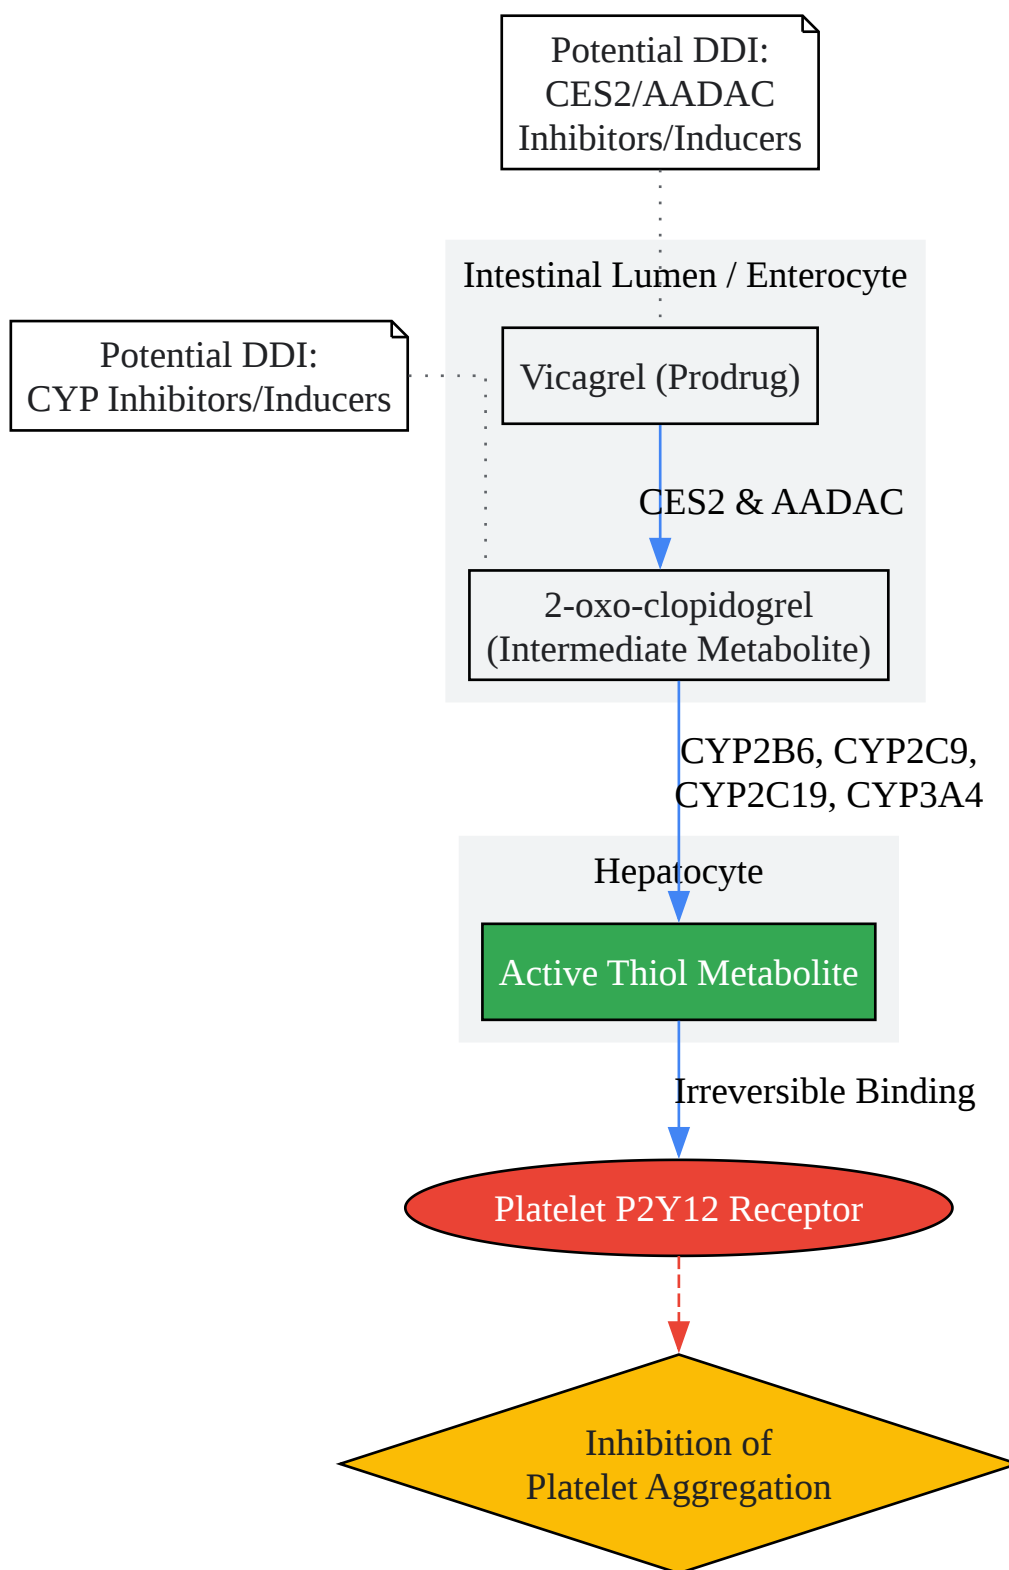 Potential DDI:
CES2/AADAC
Inhibitors/Inducers
Intestinal Lumen / Enterocyte
Potential DDI:
CYP Inhibitors/Inducers
Vicagrel (Prodrug)
CES2 & AADAC
2-oxo-clopidogrel
(Intermediate Metabolite)
CYP2B6, CYP2C9,
CYP2C19, CYP3A4
Hepatocyte
Active Thiol Metabolite
Irreversible Binding
Platelet P2Y12 Receptor
Inhibition of
Platelet Aggregation